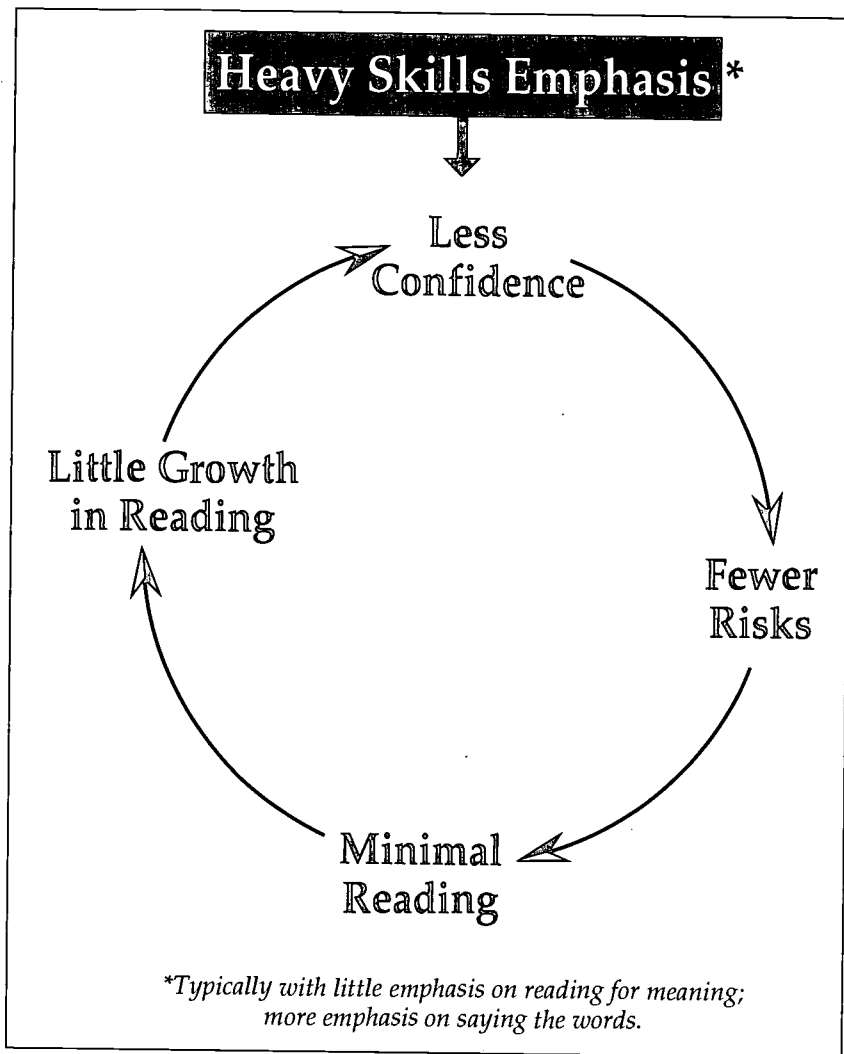 Heavy Skills Emphasis*
Less
Confidence
Fewer
Risks
Minimal
Reading
Little Growth
in Reading
*Typically with little emphasis on reading for meaning;
more emphasis on saying the words.